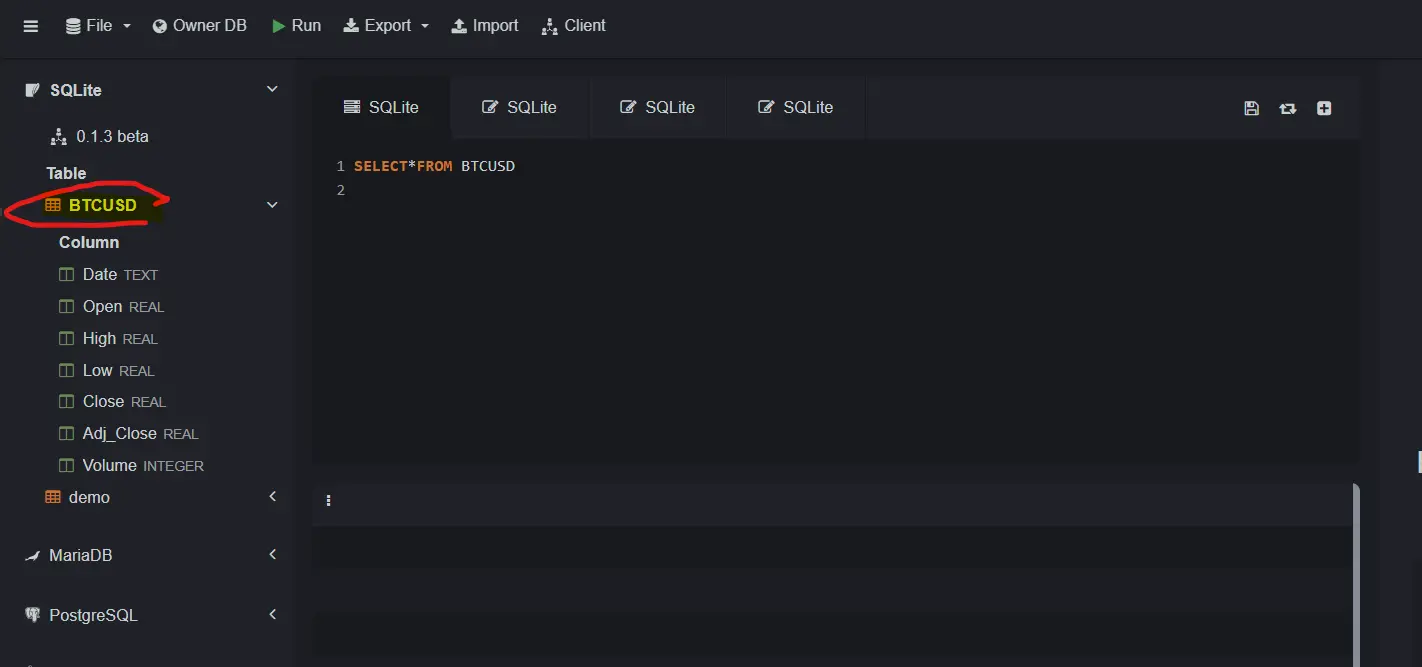 File Owner DB Run Export Import Client
SQLite
0.1.3 beta
Table
BTCUSD
Column
Date TEXT
Open REAL
High REAL
Low REAL
Close REAL
Adj_Close REAL
Volume INTEGER
demo
MariaDB
PostgreSQL
SQLite SQLite SQLite SQLite
1 SELECT*FROM BTCUSD
2